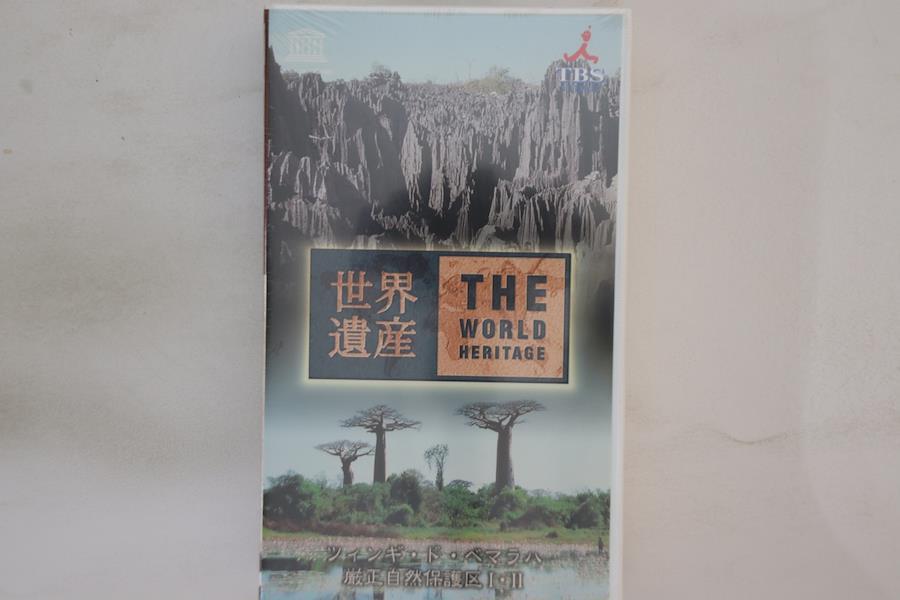 TBS
世界
遺産
THE
WORLD
HERITAGE
ツィンギ・ド・ベマラハ
厳正自然保護区 I・II